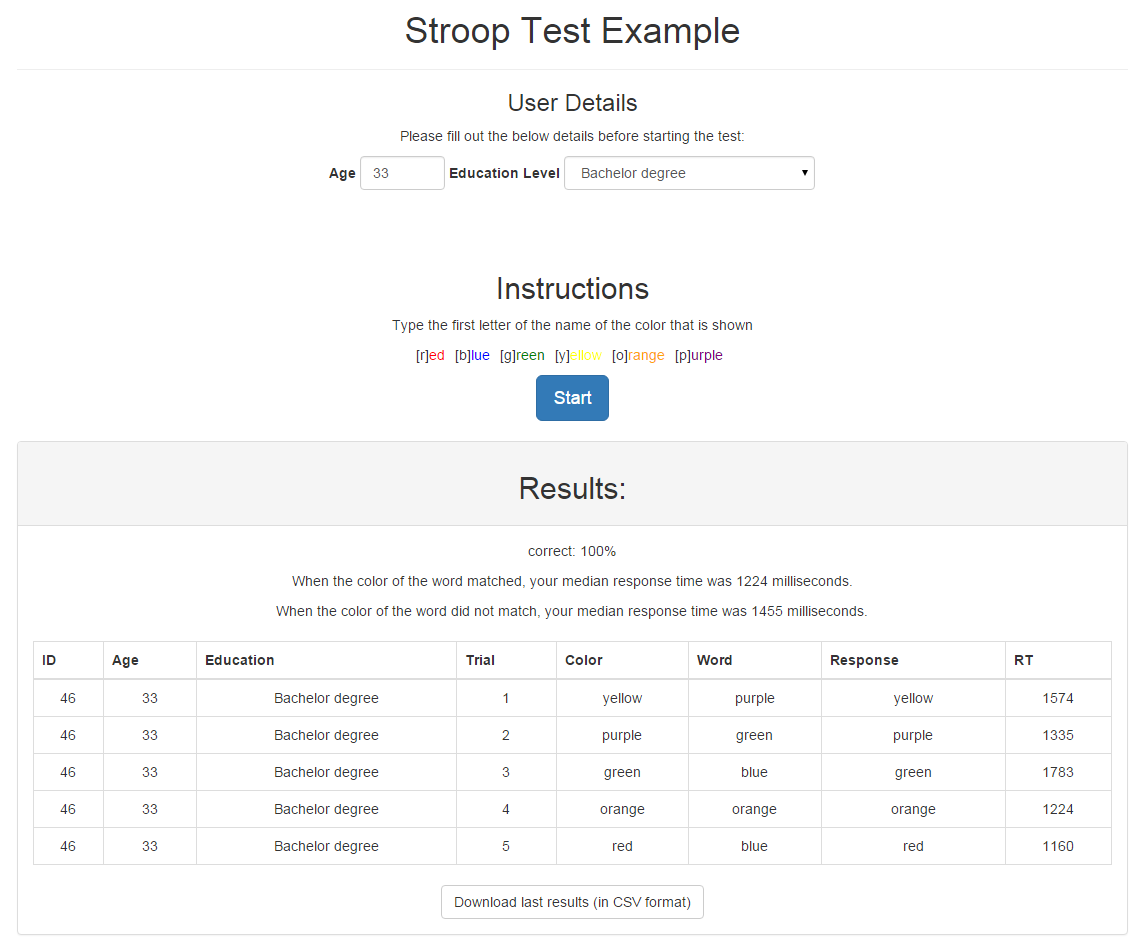 Stroop Test Example
User Details
Please fill out the below details before starting the test:
Age 33 Education Level Bachelor degree
Instructions
Type the first letter of the name of the color that is shown
[r]ed [b]lue [g]reen [y]ellow [o]range [p]urple
Start
Results:
correct: 100%
When the color of the word matched, your median response time was 1224 milliseconds.
When the color of the word did not match, your median response time was 1455 milliseconds.
ID Age Education Trial Color Word Response RT
46 33 Bachelor degree 1 yellow purple yellow 1574
46 33 Bachelor degree 2 purple green purple 1335
46 33 Bachelor degree 3 green blue green 1783
46 33 Bachelor degree 4 orange orange orange 1224
46 33 Bachelor degree 5 red blue red 1160
Download last results (in CSV format)